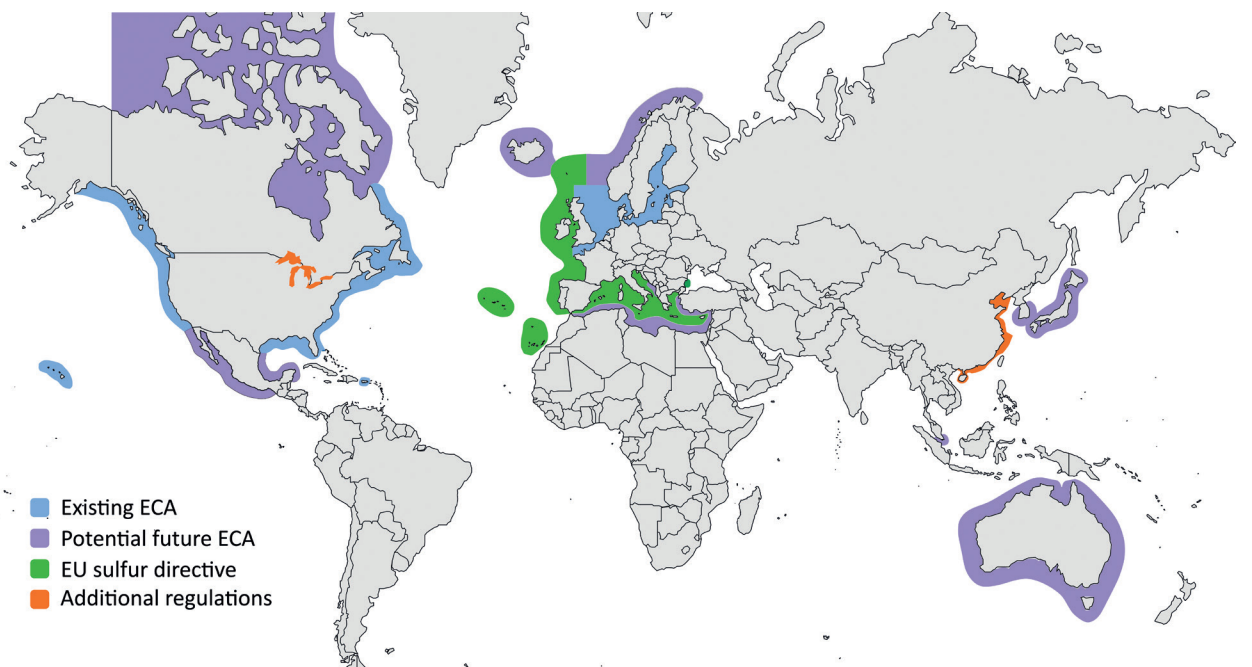 Existing ECA
Potential future ECA
EU sulfur directive
Additional regulations